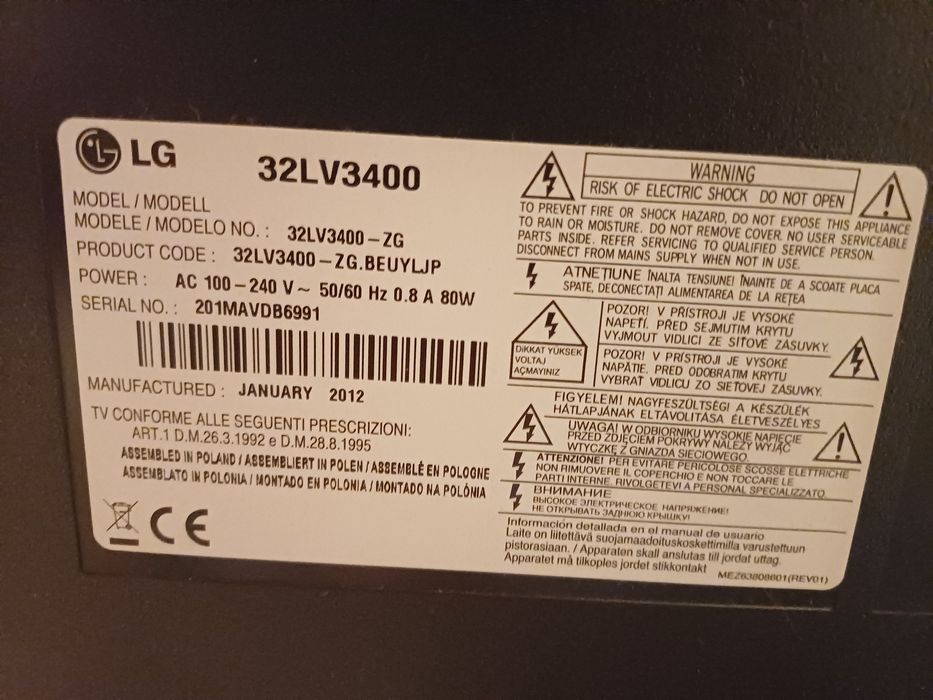 LG
32LV3400
MODEL / MODELL
MODELE / MODELO NO. : 32LV3400-ZG
PRODUCT CODE : 32LV3400-ZG.BEUYLJP
POWER : AC 100-240 V ~ 50/60 Hz 0.8 A 80W
SERIAL NO. : 201MAVDB6991
MANUFACTURED : JANUARY 2012
TV CONFORME ALLE SEGUENTI PRESCRIZIONI:
ART.1 D.M.26.3.1992 e D.M.28.8.1995
ASSEMBLED IN POLAND / ASSEMBLIERT IN POLEN / ASSEMBLÉ EN POLOGNE
ASSEMBLATO IN POLONIA / MONTADO EN POLONIA / MONTADO NA POLÓNIA
CE
WARNING
RISK OF ELECTRIC SHOCK DO NOT OPEN
TO PREVENT FIRE OR SHOCK HAZARD, DO NOT EXPOSE THIS APPLIANCE
TO RAIN OR MOISTURE. DO NOT REMOVE COVER. NO USER SERVICEABLE
PARTS INSIDE. REFER SERVICING TO QUALIFIED SERVICE PERSON.
DISCONNECT FROM MAINS SUPPLY WHEN NOT IN USE.
ATNEȚIUNE ÎNALTA TENSIUNE! ÎNAINTE DE A SCOATE PLACA
SPATE, DECONECTAȚI ALIMENTAREA DE LA REȚEA
DİKKAT YÜKSEK
VOLTAJ
AÇMAYINIZ
POZOR! V PŘÍSTROJI JE VYSOKÉ
NAPETÍ. PŘED SEJMUTIM KRYTU
VYJMOUT VIDLICI ZE SÍTOVÉ ZÁSUVKY.
POZOR! V PRÍSTROJI JE VYSOKÉ
NAPÄTIE. PRED ODOBRATIM KRYTU
VYBRAT VIDLICU ZO SIEŤOVEJ ZÁSUVKY.
FIGYELEM! NAGYFESZÜLTSÉGI A KÉSZÜLÉK
HÁTLAPJÁNAK ELTÁVOLÍTÁSA ÉLETVESZÉLYES
UWAGA! W ODBIORNIKU WYSOKIE NAPIĘCIE
PRZED ZDJĘCIEM POKRYWY NALEŻY WYJĄĆ
WTYCZKĘ Z GNIAZDA SIECIOWEGO.
ATTENZIONE! PER EVITARE PERICOLOSE SCOSSE ELETTRICHE
NON RIMUOVERE IL COPERCHIO E NON TOCCARE LE
PARTI INTERNE. RIVOLGETEVI A PERSONAL SPECIALIZZATO.
ВНИМАНИЕ
ВЫСОКОЕ ЭЛЕКТРИЧЕСКОЕ НАПРЯЖЕНИЕ!
НЕ ОТКРЫВАТЬ ЗАДНЮЮ КРЫШКУ!
Información detallada en el manual de usuario
Laite on liitettävä suojamaadoituskoskettimilla varustettuun
pistorasiaan. / Apparaten skall anslutas till jordat uttag.
Apparatet må tilkoples jordet stikkontakt
MEZ63808601(REV01)